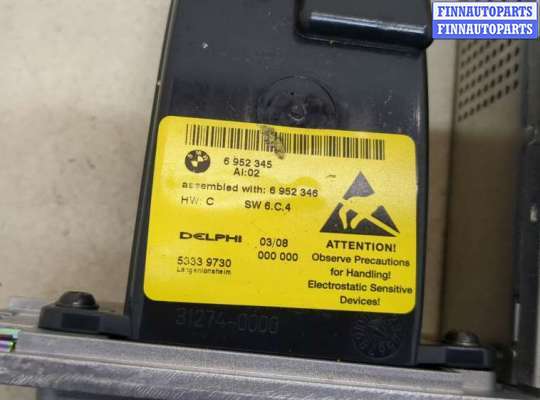 FINNAUTOPARTS
FINNAUTOPARTS
6 952 345
AI:02
assembled with: 6 952 346
HW: C SW 6.C.4
DELPHI 03/08
5333 9730 000 000
Langenlonsheim
ATTENTION!
Observe Precautions
for Handling!
Electrostatic Sensitive
Devices!
31274-0000